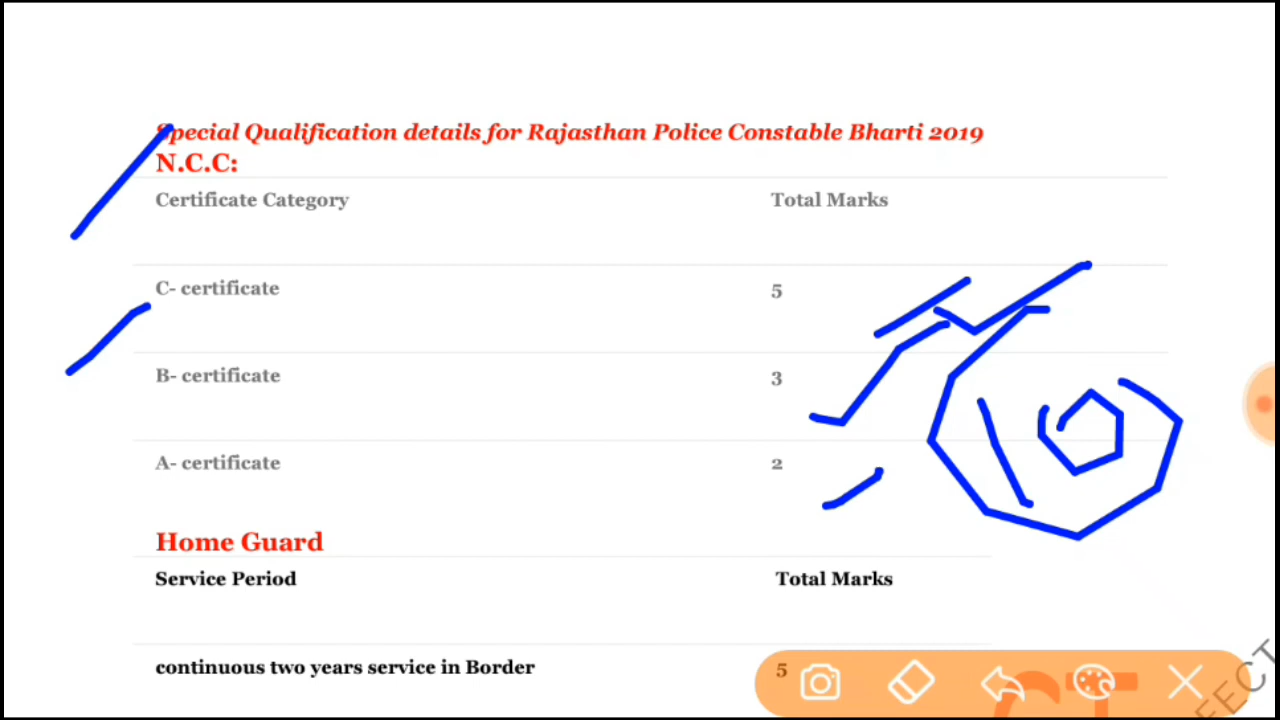 Special Qualification details for Rajasthan Police Constable Bharti 2019
N.C.C:
Certificate Category Total Marks
C- certificate 5
B- certificate 3
A- certificate 2
10
Home Guard
Service Period Total Marks
continuous two years service in Border 5